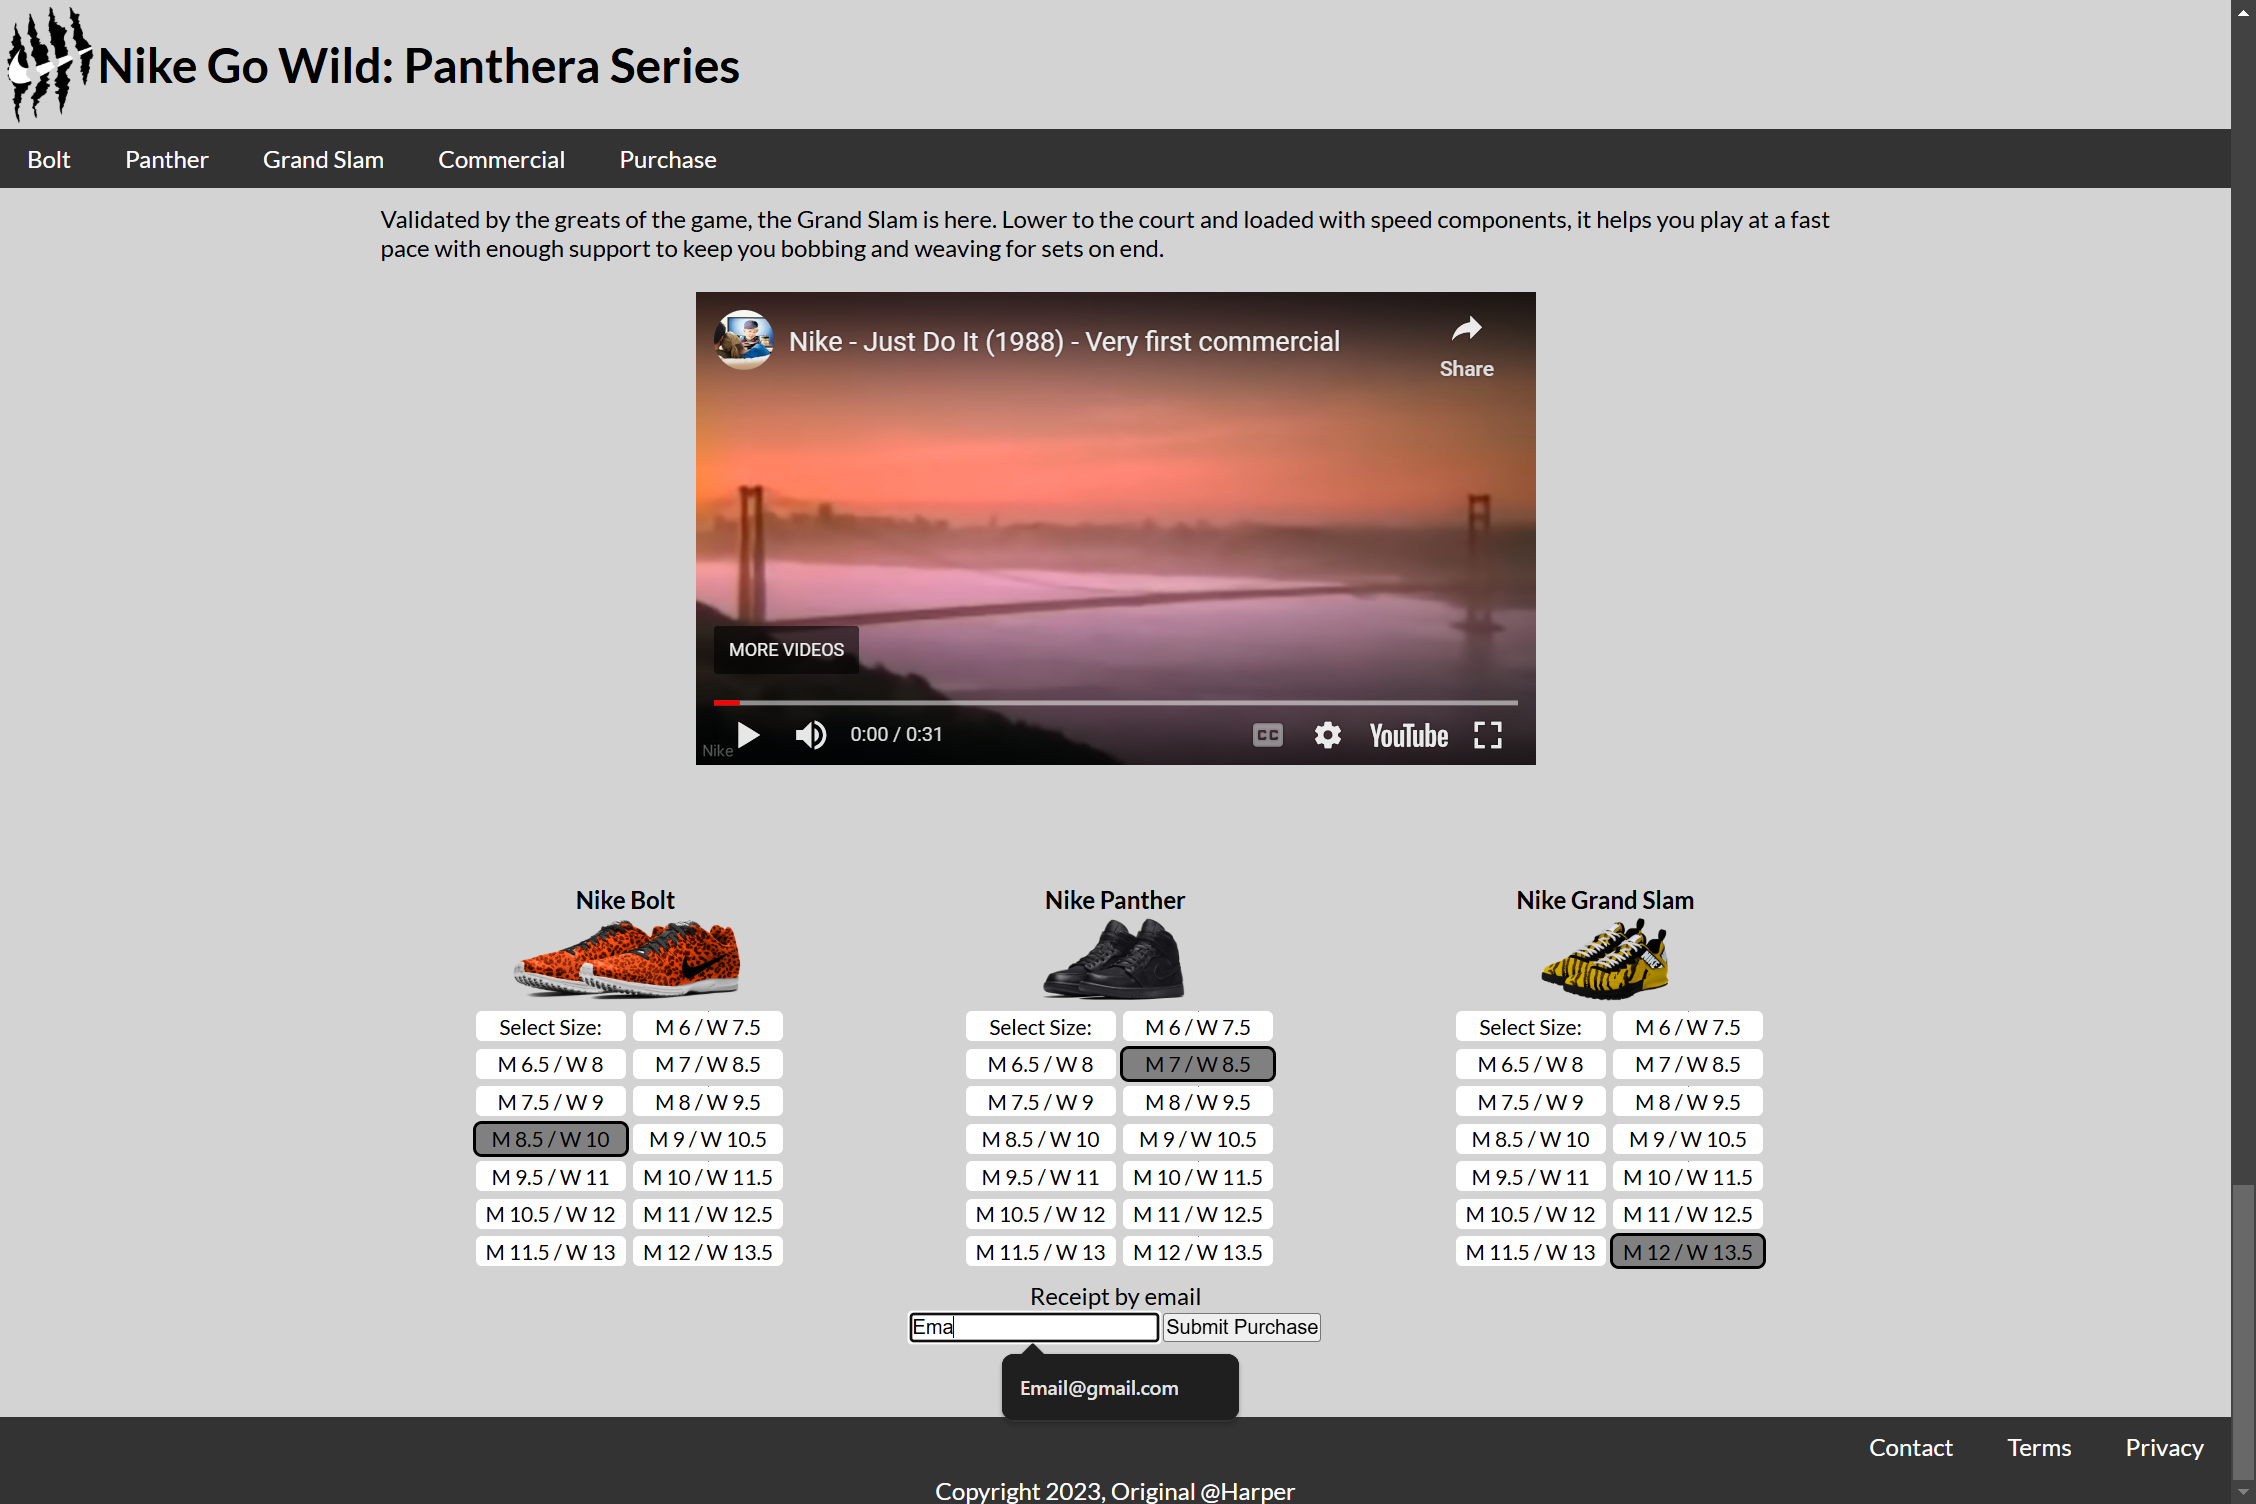 Nike Go Wild: Panthera Series
Bolt Panther Grand Slam Commercial Purchase
Validated by the greats of the game, the Grand Slam is here. Lower to the court and loaded with speed components, it helps you play at a fast
pace with enough support to keep you bobbing and weaving for sets on end.
Nike - Just Do It (1988) - Very first commercial
Share
MORE VIDEOS
0:00 / 0:31 CC YouTube
Nike
Nike Bolt
Select Size: M 6 / W 7.5
M 6.5 / W 8 M 7 / W 8.5
M 7.5 / W 9 M 8 / W 9.5
M 8.5 / W 10 M 9 / W 10.5
M 9.5 / W 11 M 10 / W 11.5
M 10.5 / W 12 M 11 / W 12.5
M 11.5 / W 13 M 12 / W 13.5
Nike Panther
Select Size: M 6 / W 7.5
M 6.5 / W 8 M 7 / W 8.5
M 7.5 / W 9 M 8 / W 9.5
M 8.5 / W 10 M 9 / W 10.5
M 9.5 / W 11 M 10 / W 11.5
M 10.5 / W 12 M 11 / W 12.5
M 11.5 / W 13 M 12 / W 13.5
Nike Grand Slam
NIKE
Select Size: M 6 / W 7.5
M 6.5 / W 8 M 7 / W 8.5
M 7.5 / W 9 M 8 / W 9.5
M 8.5 / W 10 M 9 / W 10.5
M 9.5 / W 11 M 10 / W 11.5
M 10.5 / W 12 M 11 / W 12.5
M 11.5 / W 13 M 12 / W 13.5
Receipt by email
Ema Submit Purchase
Email@gmail.com
Contact Terms Privacy
Copyright 2023, Original @Harper